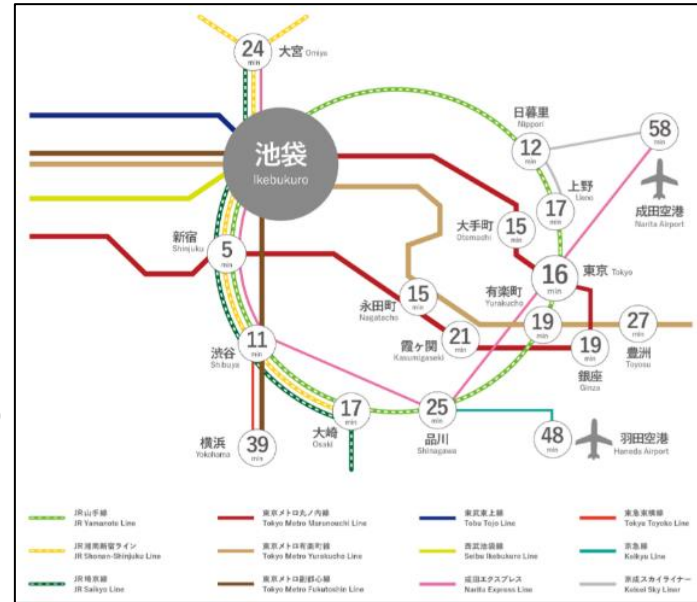 24
min
大宮 Omiya
池袋
Ikebukuro
日暮里
Nippori
12
min
58
min
成田空港
Narita Airport
上野
Ueno
17
min
大手町
Otemachi
15
min
新宿
Shinjuku
5
min
東京 Tokyo
16
min
有楽町
Yurakucho
19
min
永田町
Nagatacho
15
min
霞ヶ関
Kasumigaseki
21
min
19
min
銀座
Ginza
27
min
豊洲
Toyosu
渋谷
Shibuya
11
min
大崎
Osaki
17
min
25
min
品川
Shinagawa
横浜
Yokohama
39
min
48
min
羽田空港
Haneda Airport
JR山手線
JR Yamanote Line
JR湘南新宿ライン
JR Shonan-Shinjuku Line
JR埼京線
JR Saikyo Line
東京メトロ丸ノ内線
Tokyo Metro Marunouchi Line
東京メトロ有楽町線
Tokyo Metro Yurakucho Line
東京メトロ副都心線
Tokyo Metro Fukutoshin Line
東武東上線
Tobu Tojo Line
西武池袋線
Seibu Ikebukuro Line
成田エクスプレス
Narita Express Line
東急東横線
Tokyu Toyoko Line
京急線
Keikyu Line
京成スカイライナー
Keisei Sky Liner